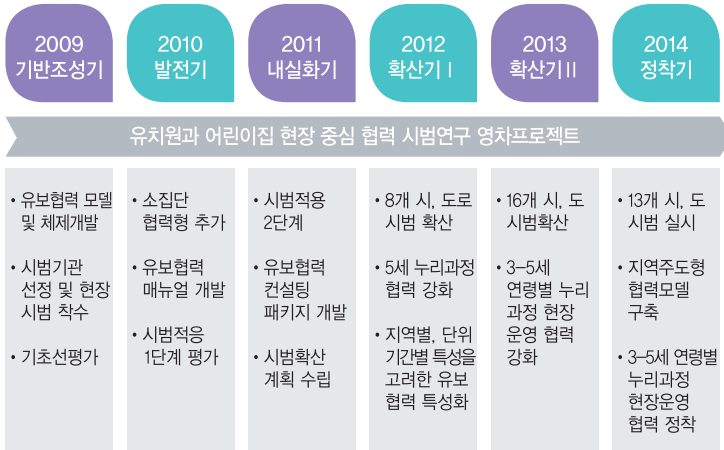 2009
기반조성기
2010
발전기
2011
내실화기
2012
확산기 I
2013
확산기 II
2014
정착기
유치원과 어린이집 현장 중심 협력 시범연구 영차프로젝트
• 유보협력 모델
및 체제개발
• 시범기관
선정 및 현장
시범 착수
• 기초선평가
• 소집단
협력형 추가
• 유보협력
매뉴얼 개발
• 시범적응
1단계 평가
• 시범적용
2단계
• 유보협력
컨설팅
패키지 개발
• 시범확산
계획 수립
• 8개 시, 도로
시범 확산
• 5세 누리과정
협력 강화
• 지역별, 단위
기간별 특성을
고려한 유보
협력 특성화
• 16개 시, 도
시범확산
• 3-5세
연령별 누리
과정 현장
운영 협력
강화
• 13개 시, 도
시범 실시
• 지역주도형
협력모델
구축
• 3-5세 연령별
누리과정
현장운영
협력 정착